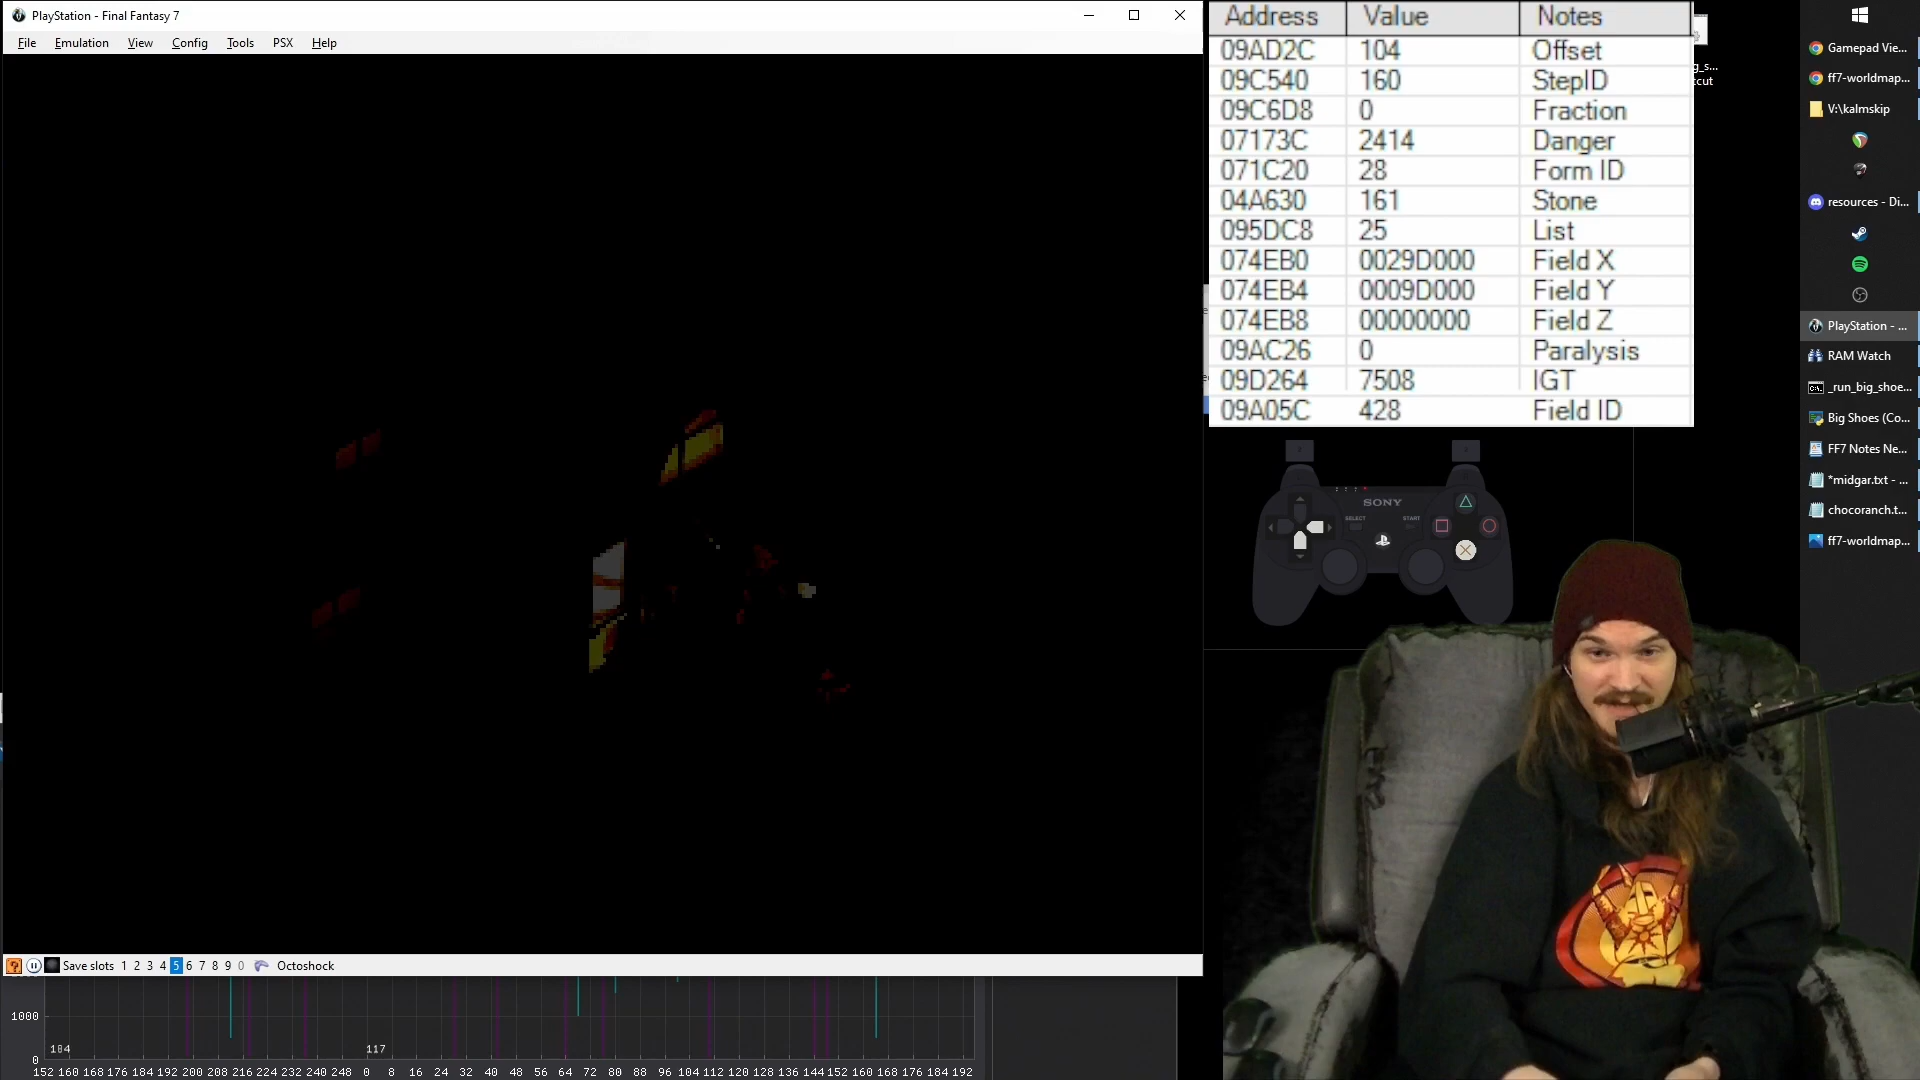 PlayStation - Final Fantasy 7
File Emulation View Config Tools PSX Help
Address Value Notes
09AD2C 104 Offset
09C540 160 StepID
09C6D8 0 Fraction
07173C 2414 Danger
071C20 28 Form ID
04A630 161 Stone
095DC8 25 List
074EB0 0029D000 Field X
074EB4 0009D000 Field Y
074EB8 00000000 Field Z
09AC26 0 Paralysis
09D264 7508 IGT
09A05C 428 Field ID
g_s...
cut
Gamepad Vie...
ff7-worldmap...
V:\kalmskip
resources - Di...
PlayStation - ...
RAM Watch
_run_big_shoe...
Big Shoes (Co...
FF7 Notes Ne...
*midgar.txt - ...
chocoranch.t...
ff7-worldmap...
SONY
SELECT START
Save slots 1 2 3 4 5 6 7 8 9 0 Octoshock
1000
104 117
0
152 160 168 176 184 192 200 208 216 224 232 240 248 0 8 16 24 32 40 48 56 64 72 80 88 96 104 112 120 128 136 144 152 160 168 176 184 192